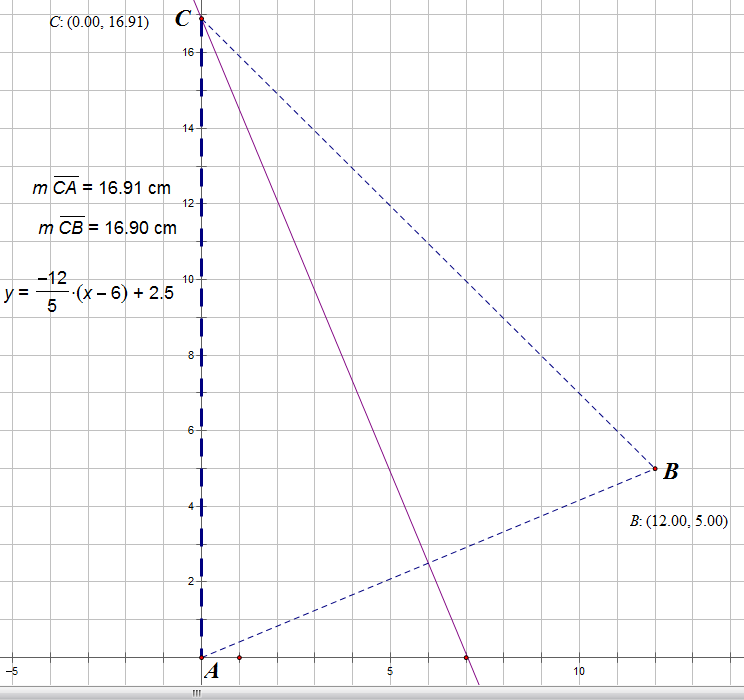 C: (0.00, 16.91)
C
16
14
m CA = 16.91 cm
12
m CB = 16.90 cm
10
y = −12/5 ·(x − 6) + 2.5
8
6
B
4
B: (12.00, 5.00)
2
−5
A
5
10